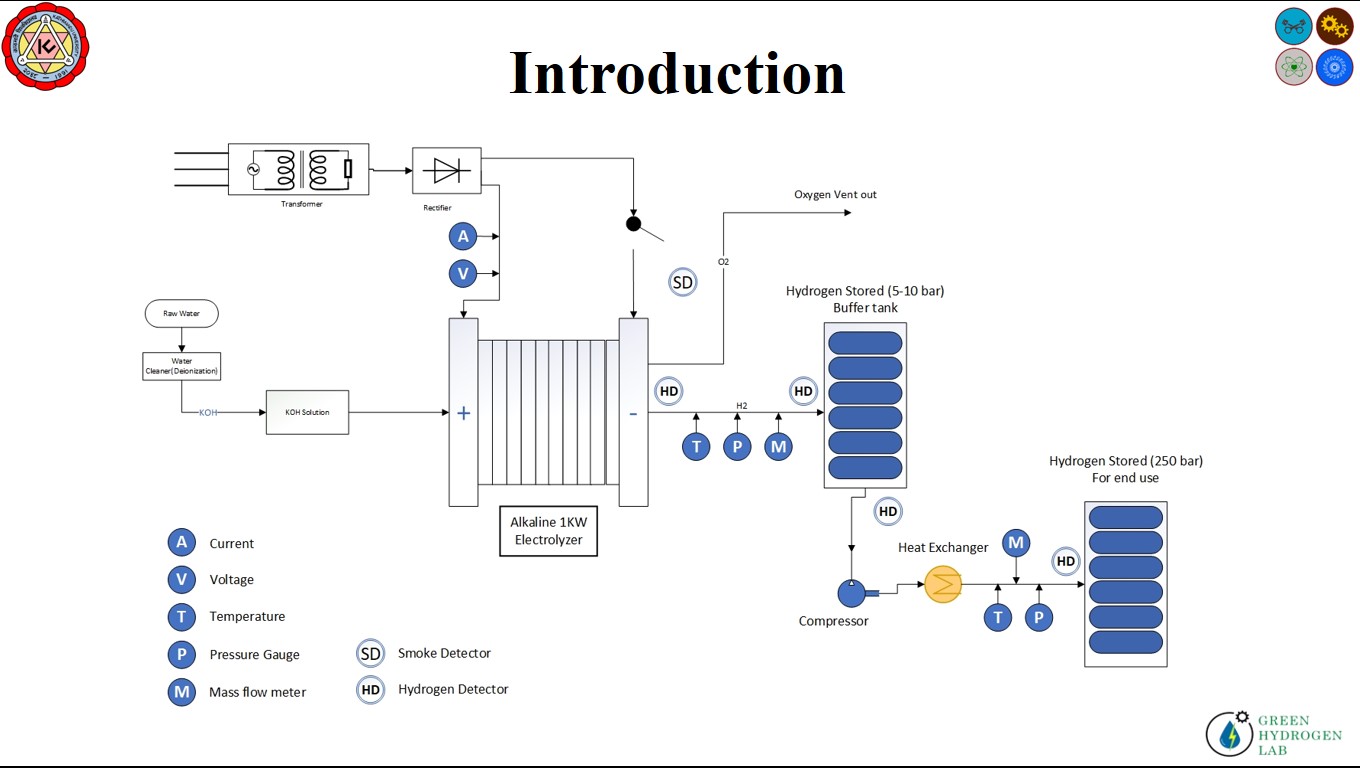 Introduction
Transformer
Rectifier
A
V
SD
Oxygen Vent out
O2
Hydrogen Stored (5-10 bar)
Buffer tank
Raw Water
Water
Cleaner(Deionization)
KOH
KOH Solution
+
-
HD
H2
HD
T
P
M
Alkaline 1KW
Electrolyzer
HD
Hydrogen Stored (250 bar)
For end use
Heat Exchanger
M
HD
T
P
Compressor
A Current
V Voltage
T Temperature
P Pressure Gauge
M Mass flow meter
SD Smoke Detector
HD Hydrogen Detector
GREEN
HYDROGEN
LAB